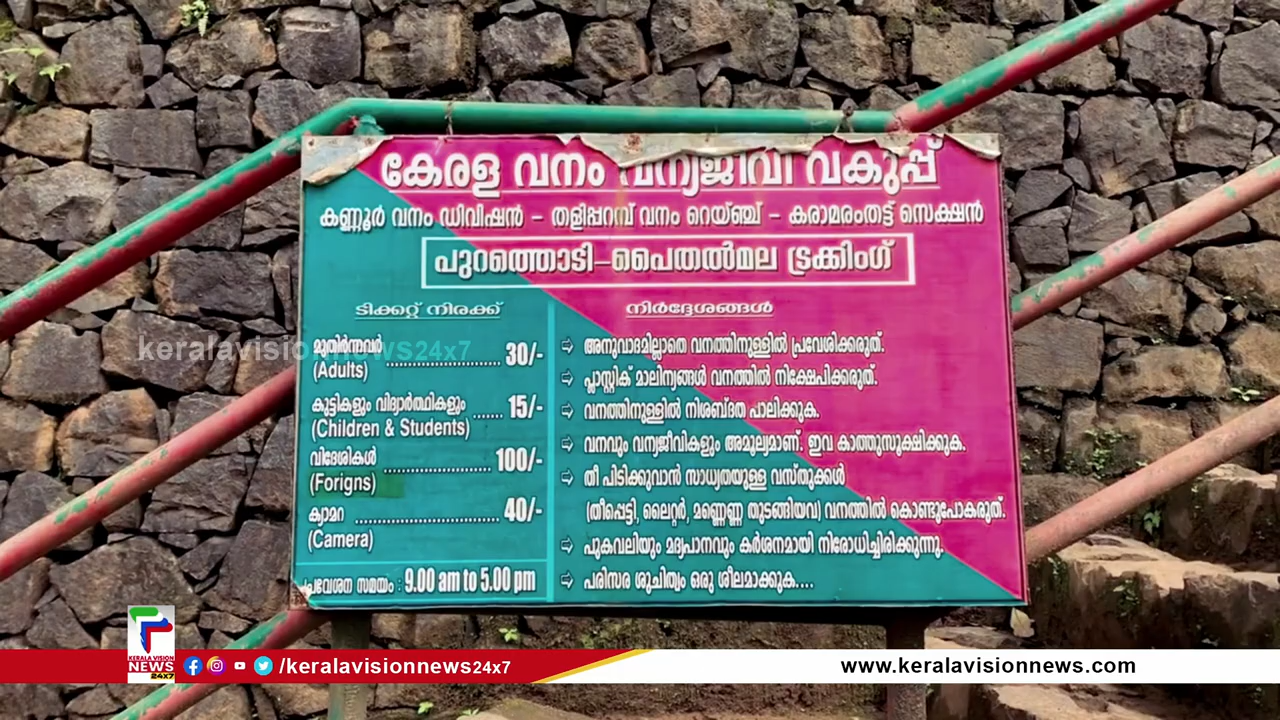 കേരള വനം വന്യജീവി വകുപ്പ്
കണ്ണൂർ വനം ഡിവിഷൻ - തളിപ്പറമ്പ് വനം റെയ്ഞ്ച് - കരാമരംതട്ട് സെക്ഷൻ
പുറത്തൊടി-പൈതൽമല ട്രക്കിംഗ്
ടിക്കറ്റ് നിരക്ക്
മുതിർന്നവർ
(Adults) 30/-
കുട്ടികളും വിദ്യാർത്ഥികളും ....... 15/-
(Children & Students)
വിദേശികൾ
(Forigns) 100/-
ക്യാമറ 40/-
(Camera)
പ്രവേശന സമയം : 9.00 am to 5.00 pm
നിർദ്ദേശങ്ങൾ
⇨ അനുവാദമില്ലാതെ വനത്തിനുള്ളിൽ പ്രവേശിക്കരുത്.
⇨ പ്ലാസ്റ്റിക് മാലിന്യങ്ങൾ വനത്തിൽ നിക്ഷേപിക്കരുത്.
⇨ വനത്തിനുള്ളിൽ നിശബ്ദത പാലിക്കുക.
⇨ വനവും വന്യജീവികളും അമൂല്യമാണ്. ഇവ കാത്തുസൂക്ഷിക്കുക.
⇨ തീ പിടിക്കുവാൻ സാധ്യതയുള്ള വസ്തുക്കൾ
(തീപ്പെട്ടി, ലൈറ്റർ, മണ്ണെണ്ണ തുടങ്ങിയവ) വനത്തിൽ കൊണ്ടുപോകരുത്.
⇨ പുകവലിയും മദ്യപാനവും കർശനമായി നിരോധിച്ചിരിക്കുന്നു.
⇨ പരിസര ശുചിത്വം ഒരു ശീലമാക്കുക....
keralavisionnews24x7
KERALA VISION
NEWS
24x7
/keralavisionnews24x7
www.keralavisionnews.com